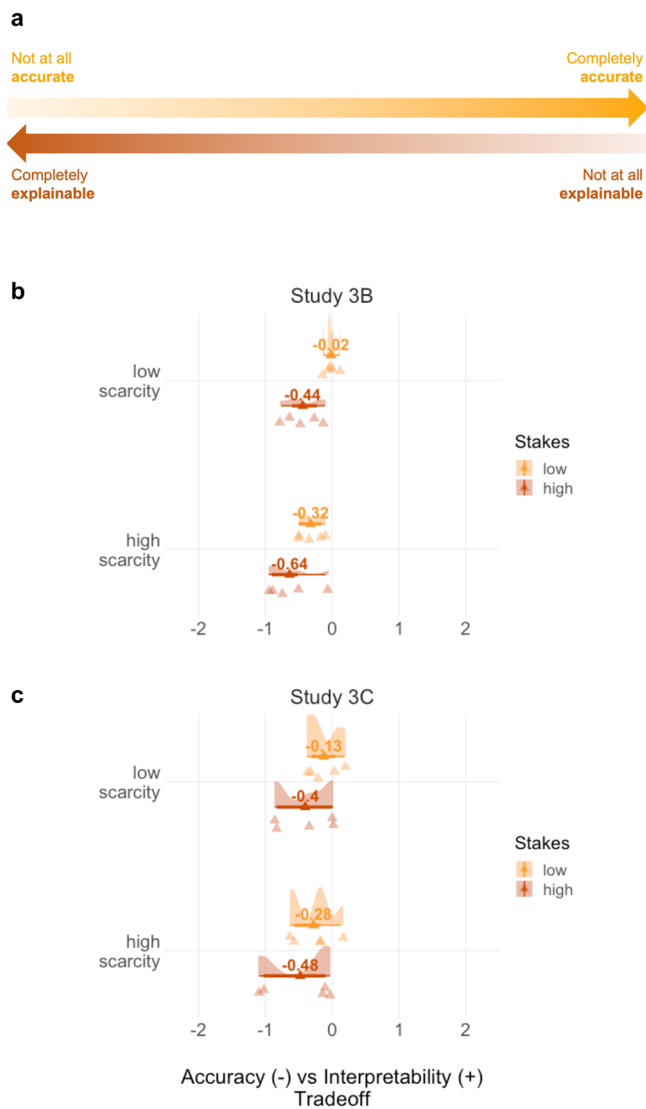 a
Not at all
accurate
Completely
accurate
Completely
explainable
Not at all
explainable
b
Study 3B
low
scarcity
-0.02
-0.44
high
scarcity
-0.32
-0.64
Stakes
low
high
-2 -1 0 1 2
c
Study 3C
low
scarcity
-0.13
-0.4
high
scarcity
-0.28
-0.48
Stakes
low
high
-2 -1 0 1 2
Accuracy (-) vs Interpretability (+)
Tradeoff